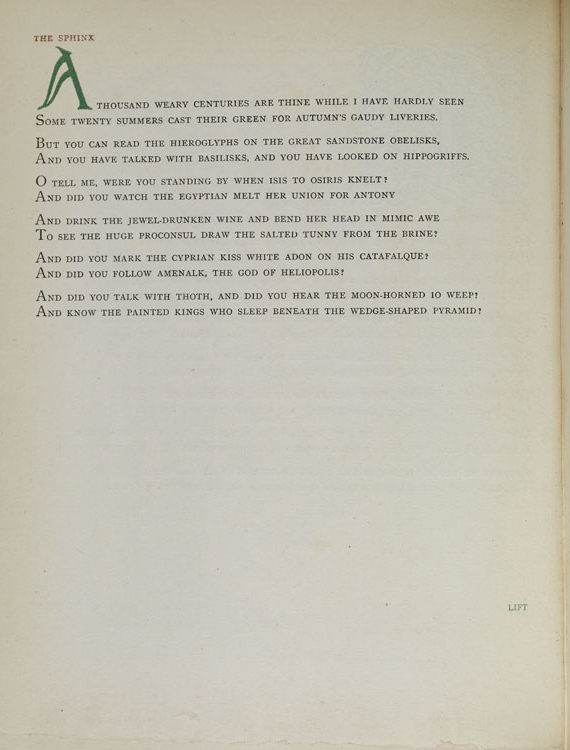 THE SPHINX
A THOUSAND WEARY CENTURIES ARE THINE WHILE I HAVE HARDLY SEEN
SOME TWENTY SUMMERS CAST THEIR GREEN FOR AUTUMN'S GAUDY LIVERIES.
BUT YOU CAN READ THE HIEROGLYPHS ON THE GREAT SANDSTONE OBELISKS,
AND YOU HAVE TALKED WITH BASILISKS, AND YOU HAVE LOOKED ON HIPPOGRIFFS.
O TELL ME, WERE YOU STANDING BY WHEN ISIS TO OSIRIS KNELT?
AND DID YOU WATCH THE EGYPTIAN MELT HER UNION FOR ANTONY
AND DRINK THE JEWEL-DRUNKEN WINE AND BEND HER HEAD IN MIMIC AWE
TO SEE THE HUGE PROCONSUL DRAW THE SALTED TUNNY FROM THE BRINE?
AND DID YOU MARK THE CYPRIAN KISS WHITE ADON ON HIS CATAFALQUE?
AND DID YOU FOLLOW AMENALK, THE GOD OF HELIOPOLIS?
AND DID YOU TALK WITH THOTH, AND DID YOU HEAR THE MOON-HORNED IO WEEP?
AND KNOW THE PAINTED KINGS WHO SLEEP BENEATH THE WEDGE-SHAPED PYRAMID?
LIFT